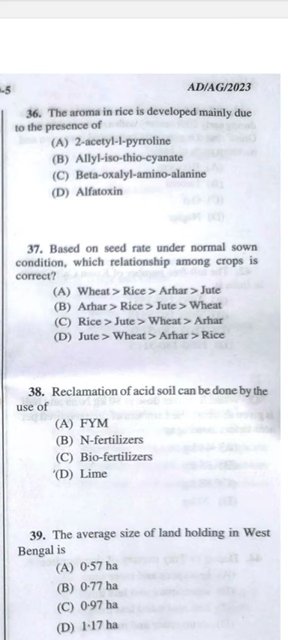 -5
AD/AG/2023
36. The aroma in rice is developed mainly due
to the presence of
(A) 2-acetyl-l-pyrroline
(B) Allyl-iso-thio-cyanate
(C) Beta-oxalyl-amino-alanine
(D) Alfatoxin
37. Based on seed rate under normal sown
condition, which relationship among crops is
correct?
(A) Wheat > Rice > Arhar > Jute
(B) Arhar > Rice > Jute > Wheat
(C) Rice > Jute > Wheat > Arhar
(D) Jute > Wheat > Arhar > Rice
38. Reclamation of acid soil can be done by the
use of
(A) FYM
(B) N-fertilizers
(C) Bio-fertilizers
(D) Lime
39. The average size of land holding in West
Bengal is
(A) 0·57 ha
(B) 0·77 ha
(C) 0·97 ha
(D) 1·17 ha